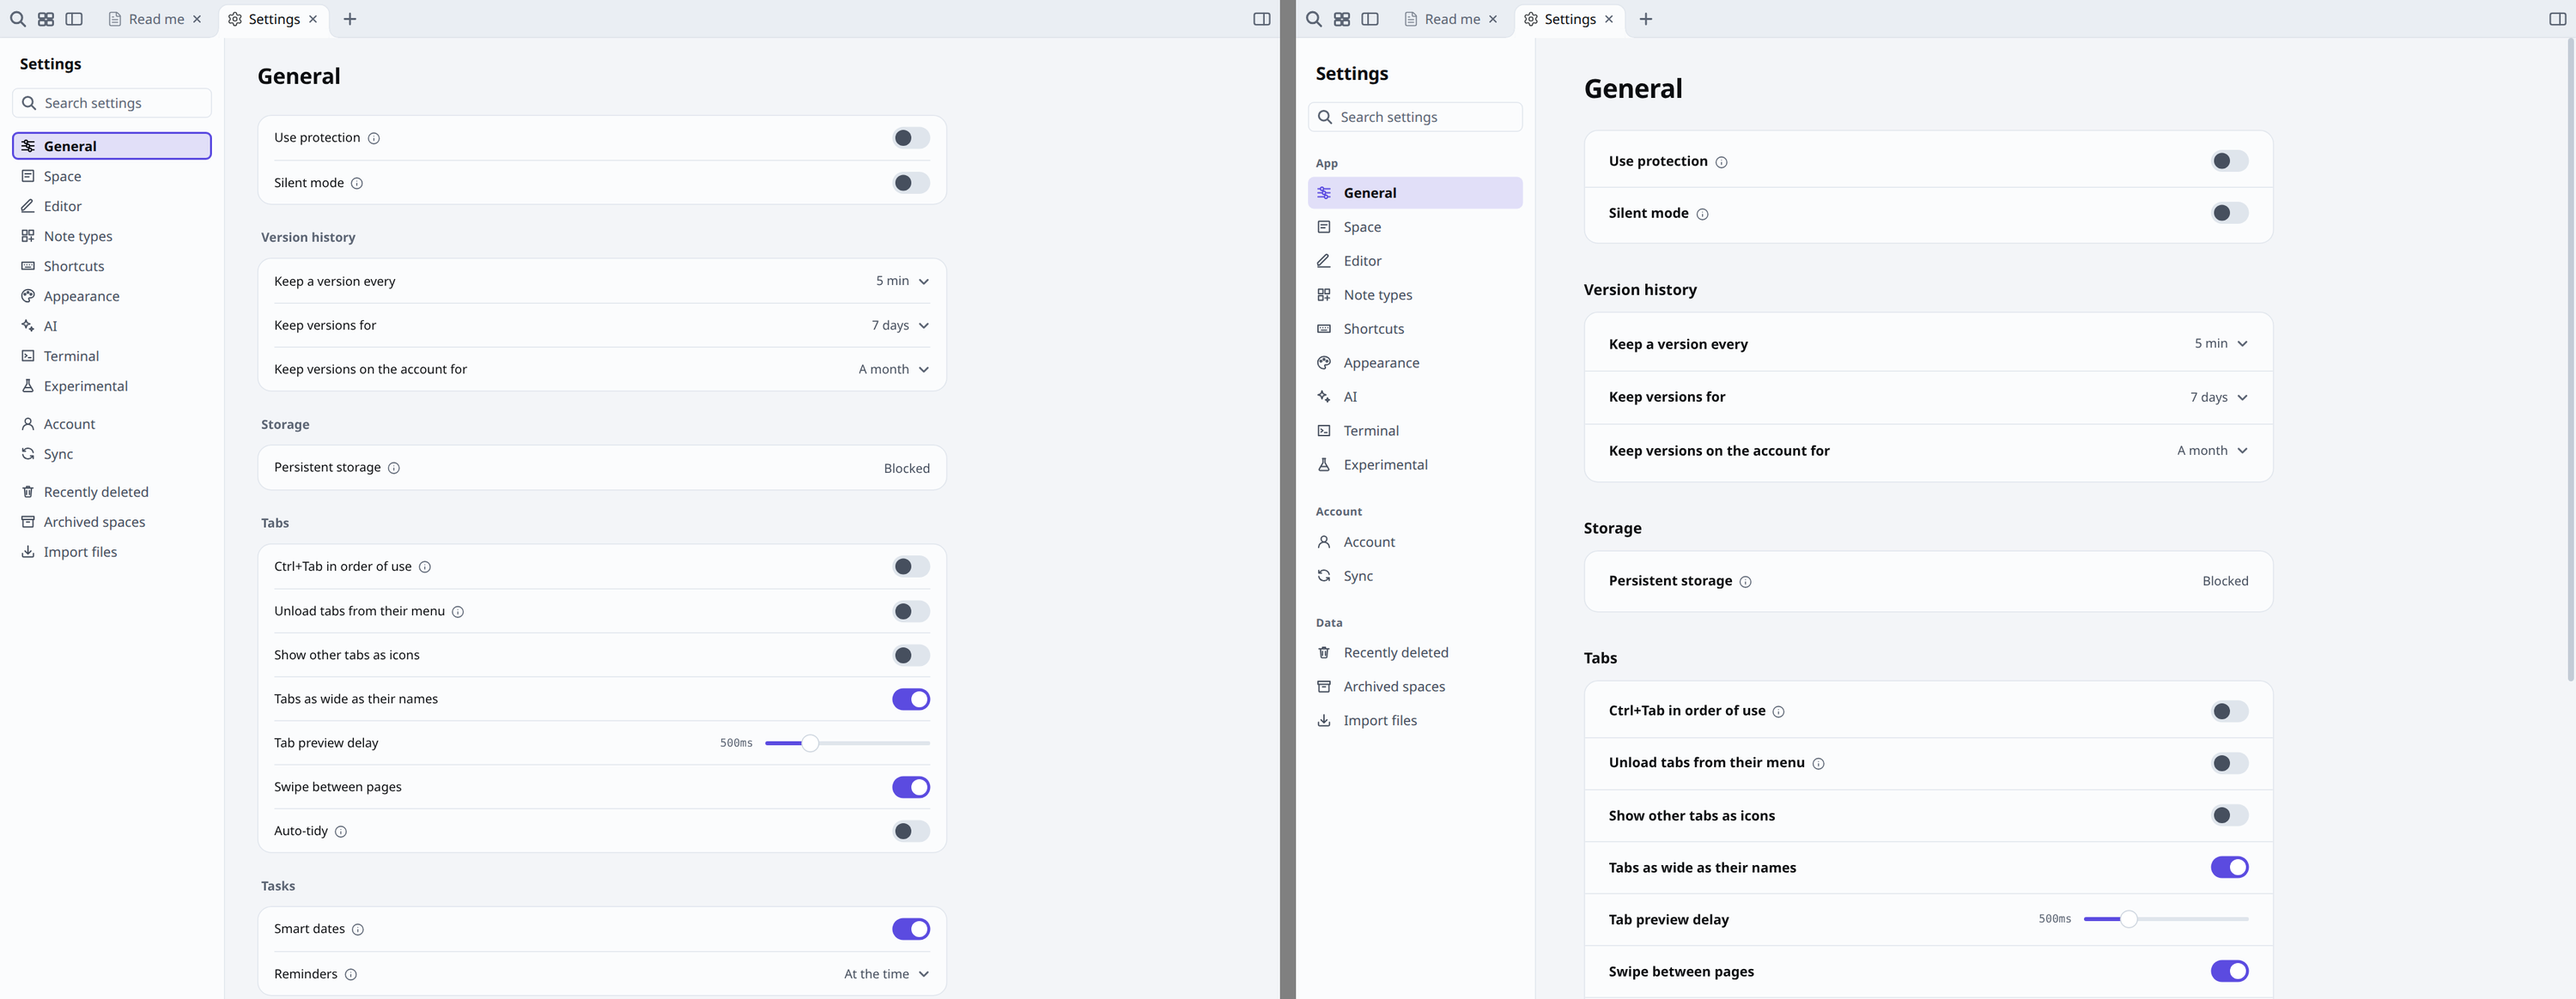 Read me
Settings
Settings
Search settings
General
Space
Editor
Note types
Shortcuts
Appearance
AI
Terminal
Experimental
Account
Sync
Recently deleted
Archived spaces
Import files
General
Use protection
Silent mode
Version history
Keep a version every 5 min
Keep versions for 7 days
Keep versions on the account for A month
Storage
Persistent storage Blocked
Tabs
Ctrl+Tab in order of use
Unload tabs from their menu
Show other tabs as icons
Tabs as wide as their names
Tab preview delay 500ms
Swipe between pages
Auto-tidy
Tasks
Smart dates
Reminders At the time
Read me
Settings
Settings
Search settings
App
General
Space
Editor
Note types
Shortcuts
Appearance
AI
Terminal
Experimental
Account
Account
Sync
Data
Recently deleted
Archived spaces
Import files
General
Use protection
Silent mode
Version history
Keep a version every 5 min
Keep versions for 7 days
Keep versions on the account for A month
Storage
Persistent storage Blocked
Tabs
Ctrl+Tab in order of use
Unload tabs from their menu
Show other tabs as icons
Tabs as wide as their names
Tab preview delay 500ms
Swipe between pages